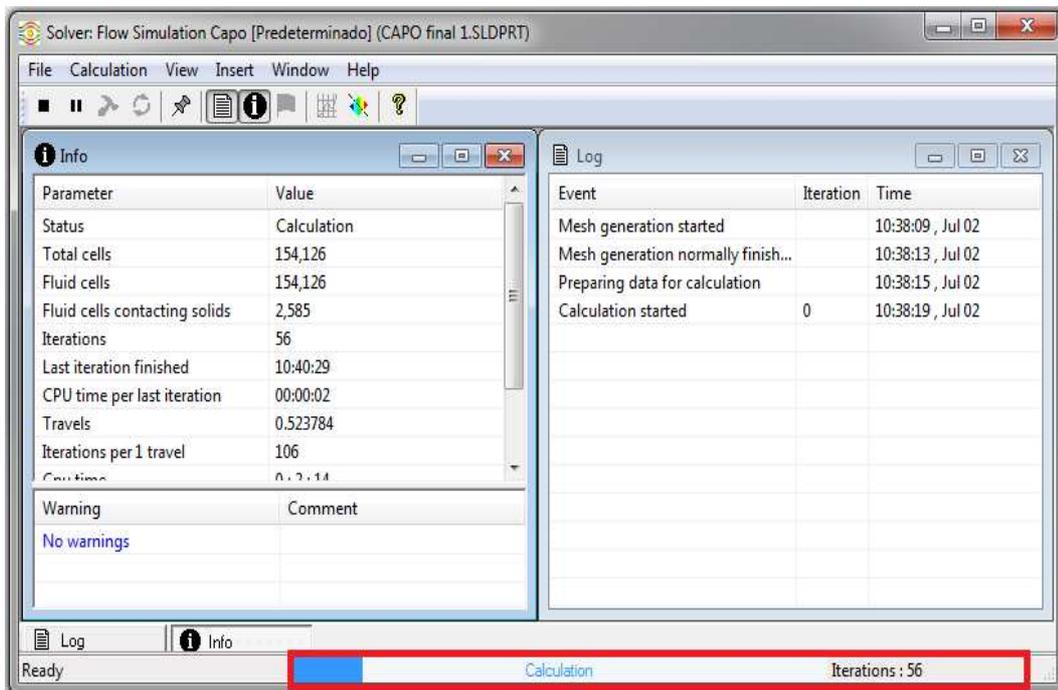 Solver: Flow Simulation Capo [Predeterminado] (CAPO final 1.SLDPRT)
File Calculation View Insert Window Help
Info
Parameter Value
Status Calculation
Total cells 154,126
Fluid cells 154,126
Fluid cells contacting solids 2,585
Iterations 56
Last iteration finished 10:40:29
CPU time per last iteration 00:00:02
Travels 0.523784
Iterations per 1 travel 106
Warning Comment
No warnings
Log
Event Iteration Time
Mesh generation started 10:38:09 , Jul 02
Mesh generation normally finish... 10:38:13 , Jul 02
Preparing data for calculation 10:38:15 , Jul 02
Calculation started 0 10:38:19 , Jul 02
Log Info
Ready Calculation Iterations : 56